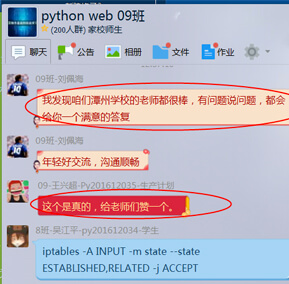 python web 09班
(200人群) 家校师生
聊天 公告 相册 文件 作业
09班-刘佩海
我发现咱们潭州学校的老师都很棒，有问题说问题，都会
给你一个满意的答复
09班-刘佩海
年轻好交流，沟通顺畅
09-王兴超-Py201612035-生产计划
这个是真的，给老师们赞一个。
8班-吴江平-py201612034-学生
iptables -A INPUT -m state --state
ESTABLISHED,RELATED -j ACCEPT